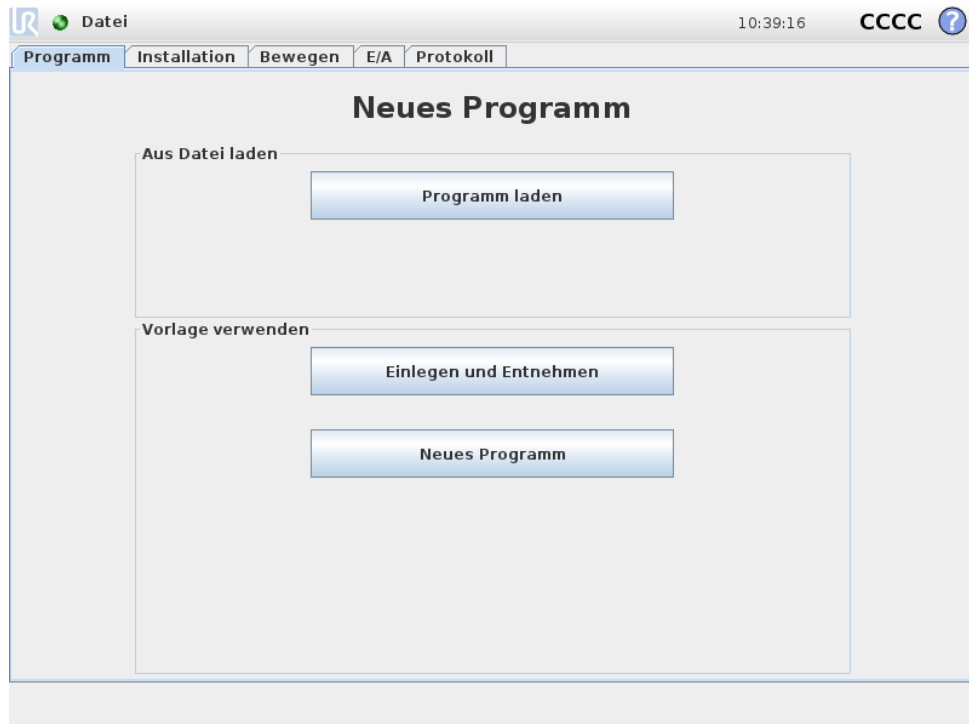 UR Datei 10:39:16 CCCC ?
Programm Installation Bewegen E/A Protokoll
Neues Programm
Aus Datei laden
Programm laden
Vorlage verwenden
Einlegen und Entnehmen
Neues Programm